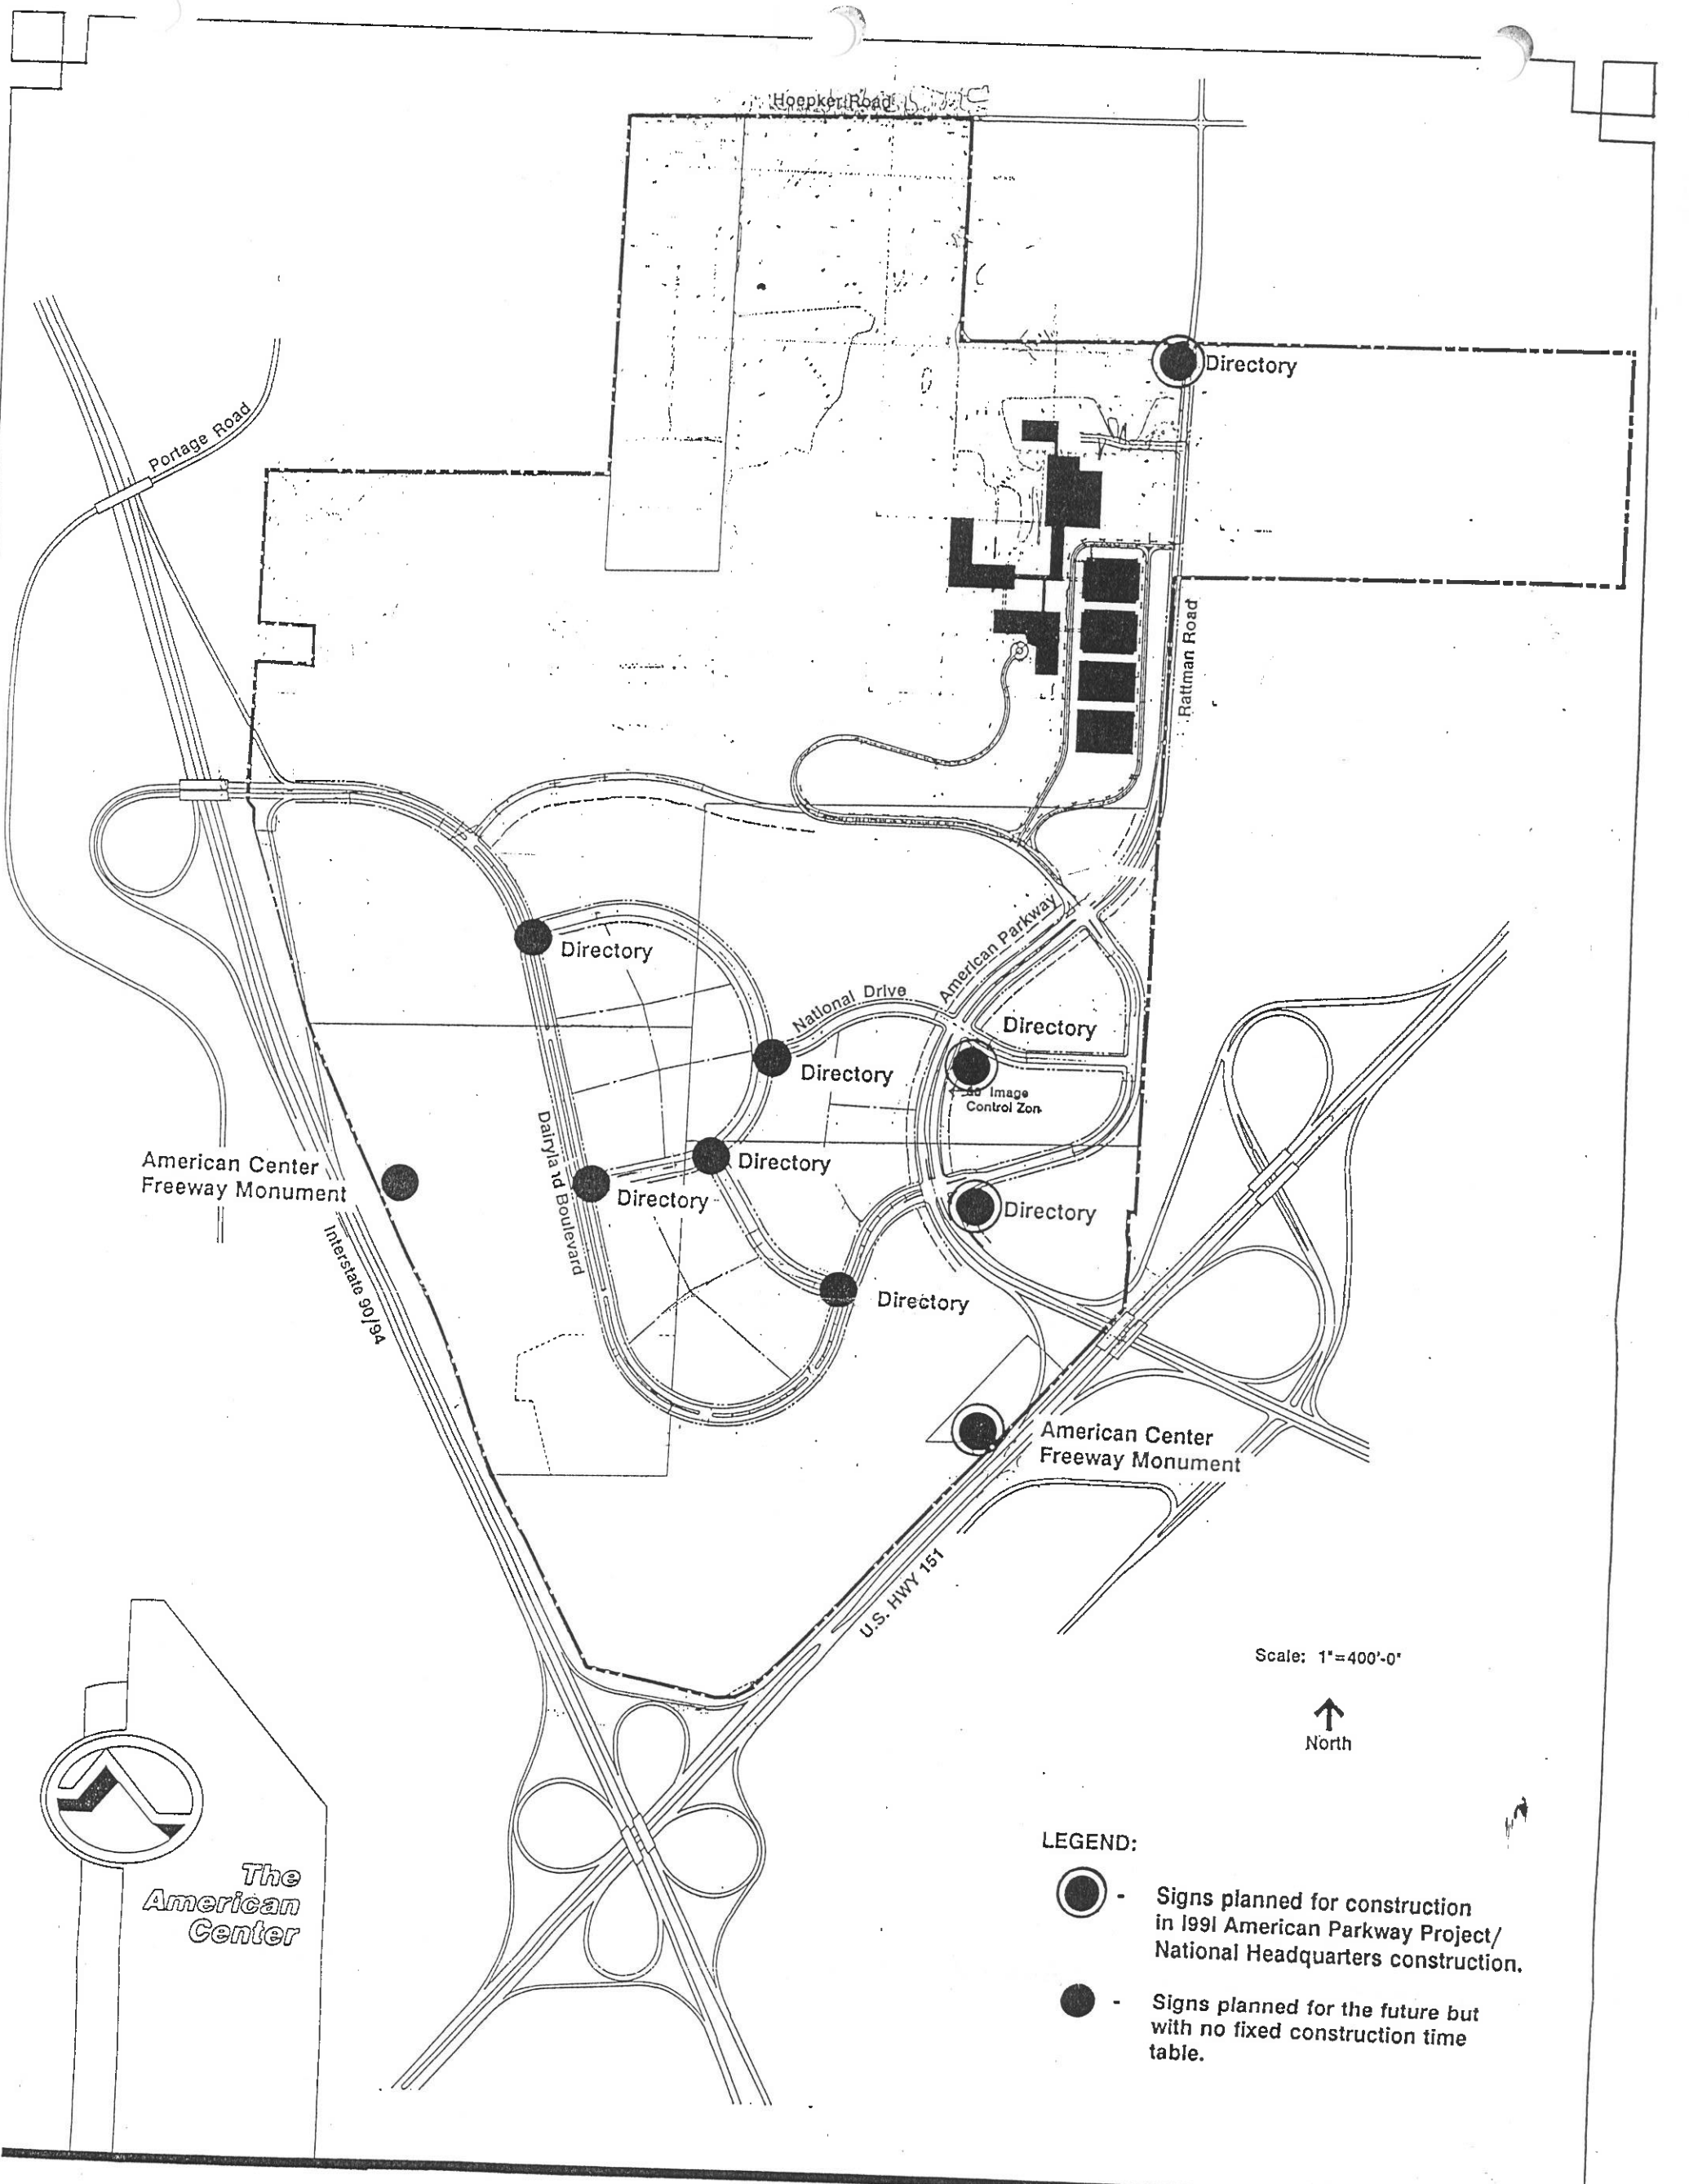 Hoepker Road
Directory
Portage Road
Rattman Road
American Parkway
Directory
National Drive
Directory
Directory
Image
Control Zon
Dairyland Boulevard
American Center
Freeway Monument
Directory
Directory
Directory
Interstate 90/94
Directory
American Center
Freeway Monument
U.S. HWY 151
Scale: 1"=400'-0"
North
The
American
Center
LEGEND:
- Signs planned for construction
in 1991 American Parkway Project/
National Headquarters construction.
- Signs planned for the future but
with no fixed construction time
table.